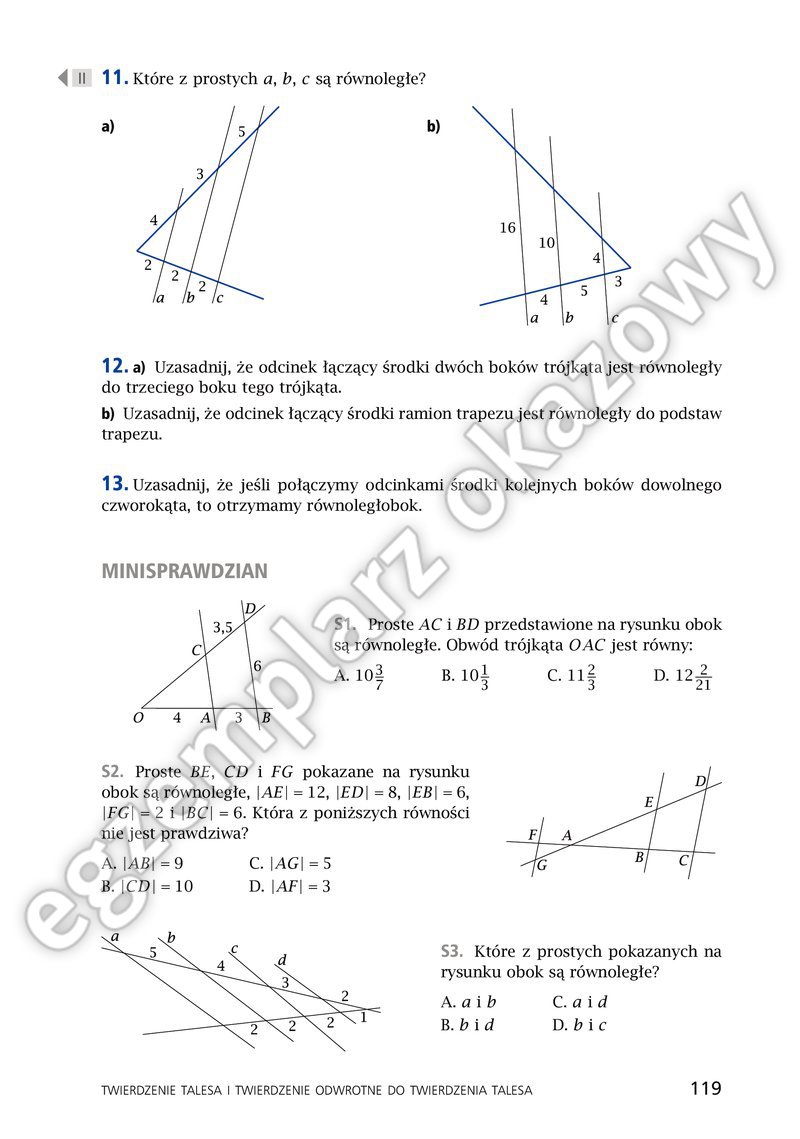 II 11. Które z prostych a, b, c są równoległe?
a)
5
3
4
2
2
2
a b c
b)
16
10
4
3
5
4
a b c
12. a) Uzasadnij, że odcinek łączący środki dwóch boków trójkąta jest równoległy
do trzeciego boku tego trójkąta.
b) Uzasadnij, że odcinek łączący środki ramion trapezu jest równoległy do podstaw
trapezu.
13. Uzasadnij, że jeśli połączymy odcinkami środki kolejnych boków dowolnego
czworokąta, to otrzymamy równoległobok.
MINISPRAWDZIAN
D
3,5
C
6
O 4 A 3 B
S1. Proste AC i BD przedstawione na rysunku obok
są równoległe. Obwód trójkąta OAC jest równy:
A. 10 3/7 B. 10 1/3 C. 11 2/3 D. 12 2/21
S2. Proste BE, CD i FG pokazane na rysunku
obok są równoległe, |AE| = 12, |ED| = 8, |EB| = 6,
|FG| = 2 i |BC| = 6. Która z poniższych równości
nie jest prawdziwa?
A. |AB| = 9 C. |AG| = 5
B. |CD| = 10 D. |AF| = 3
D
E
F A
G B C
a b c d
5
4
3
2
2 2 2 1
S3. Które z prostych pokazanych na
rysunku obok są równoległe?
A. a i b C. a i d
B. b i d D. b i c
TWIERDZENIE TALESA I TWIERDZENIE ODWROTNE DO TWIERDZENIA TALESA 119
egzemplarz okazowy